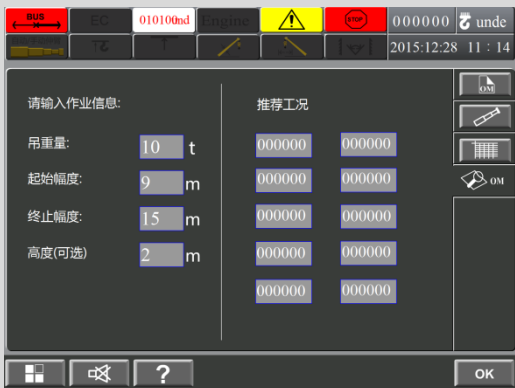 BUS EC 010100nd Engine STOP 000000 unde
2015:12:28 11:14
请输入作业信息: 推荐工况
吊重量: 10 t 000000 000000
起始幅度: 9 m 000000 000000
终止幅度: 15 m 000000 000000
高度(可选) 2 m 000000 000000
000000 000000
OM
OM
? OK